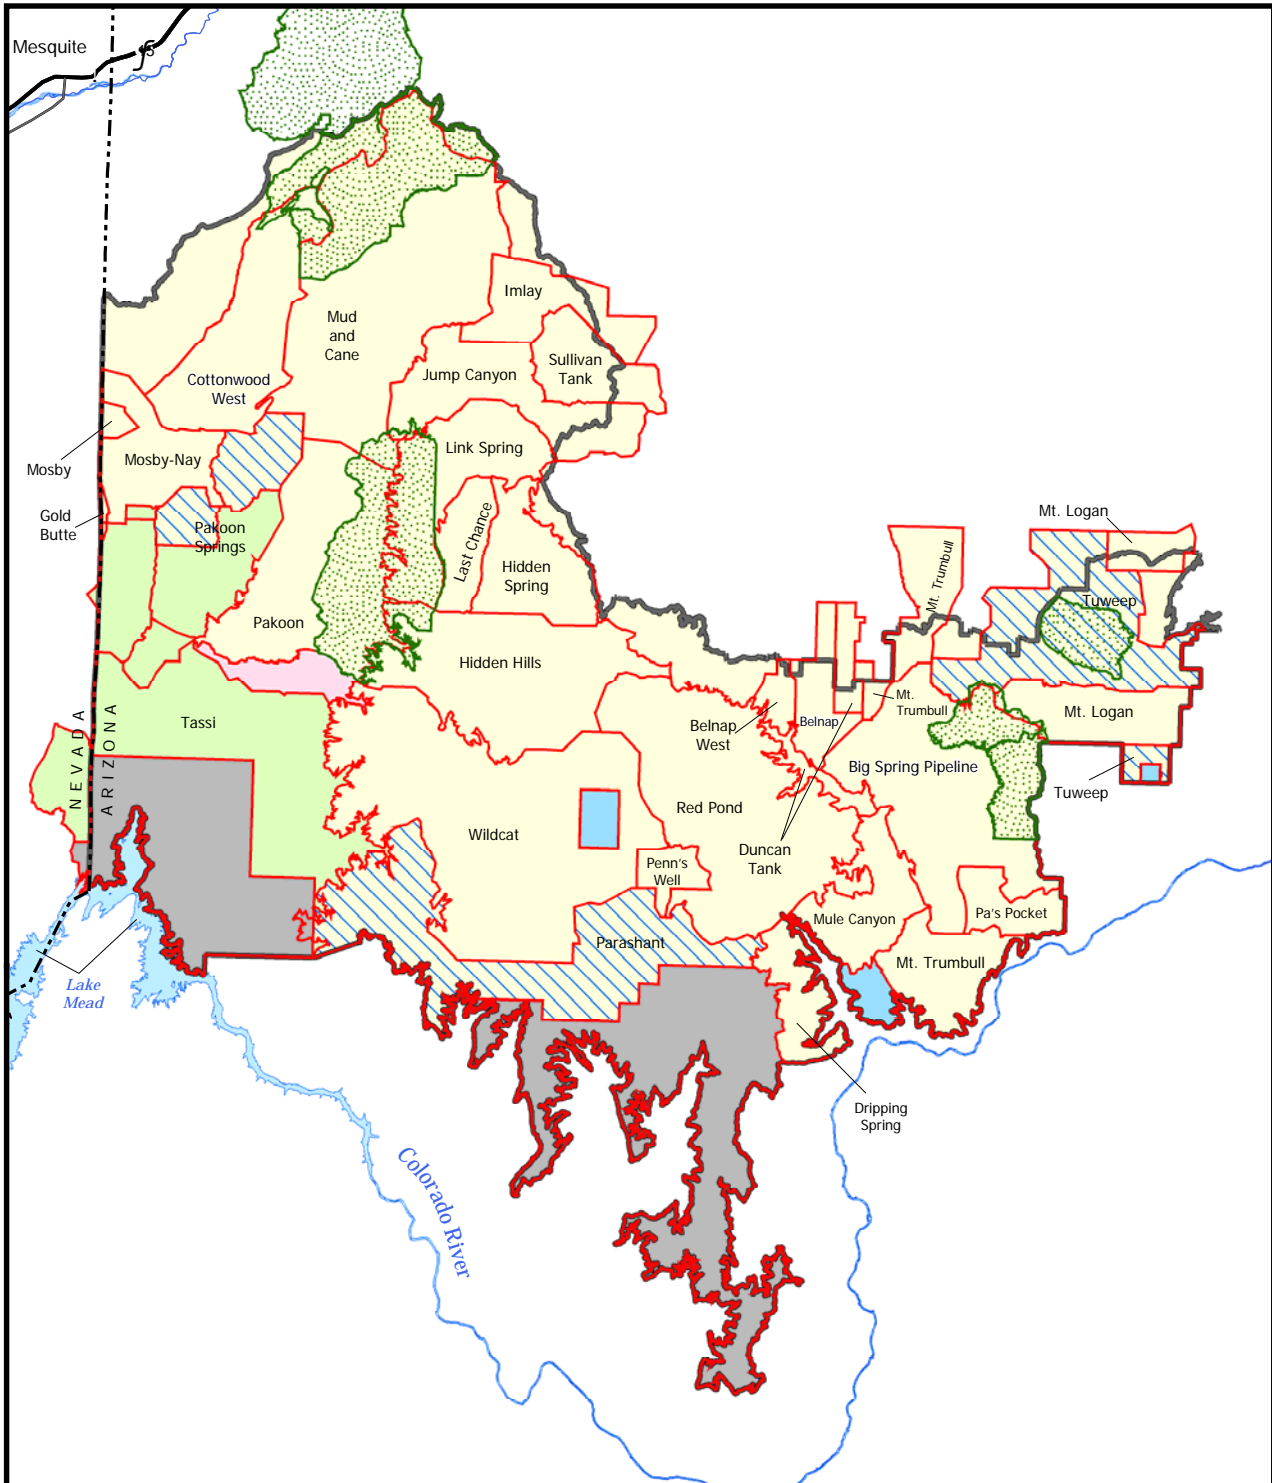 Mesquite
15
Imlay
Mud
and
Cane
Sullivan
Tank
Jump Canyon
Cottonwood
West
Link Spring
Mosby-Nay
Mosby
Gold
Butte
Pakoon
Springs
Last Chance
Hidden
Spring
Mt. Logan
Mt. Trumbull
Tuweep
Pakoon
Hidden Hills
Mt.
Trumbull
Mt. Logan
Tassi
Belnap
West
Belnap
NEVADA
ARIZONA
Big Spring Pipeline
Tuweep
Red Pond
Wildcat
Duncan
Tank
Penn's
Well
Mule Canyon
Pa's Pocket
Parashant
Mt. Trumbull
Lake
Mead
Dripping
Spring
Colorado River